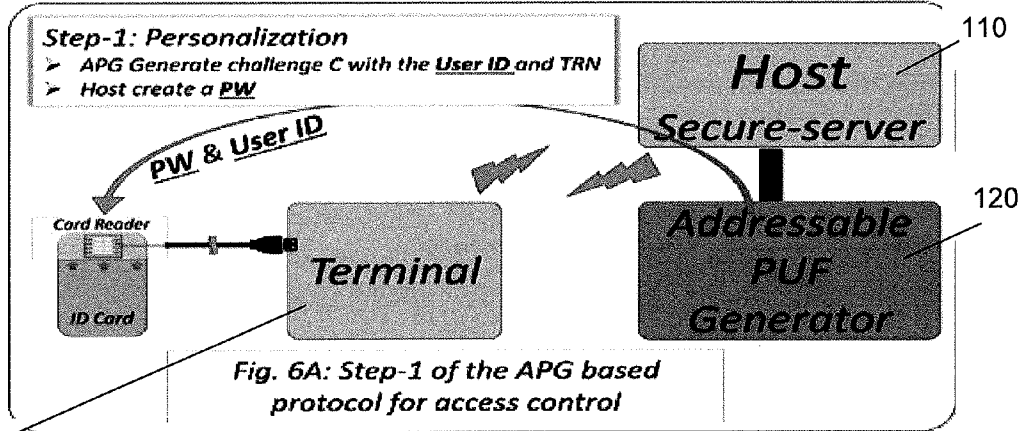 Step-1: Personalization
➢ APG Generate challenge C with the User ID and TRN
➢ Host create a PW
110
Host
Secure-server
PW & User ID
120
Card Reader
ID Card
Terminal
Addressable
PUF
Generator
Fig. 6A: Step-1 of the APG based
protocol for access control